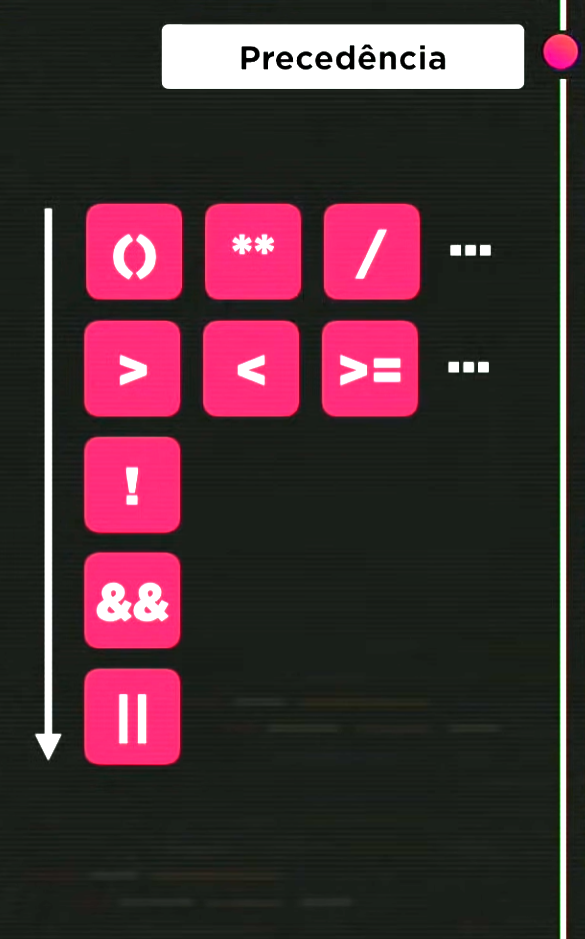 Precedência
() ** / ...
> < >= ...
!
&&
||